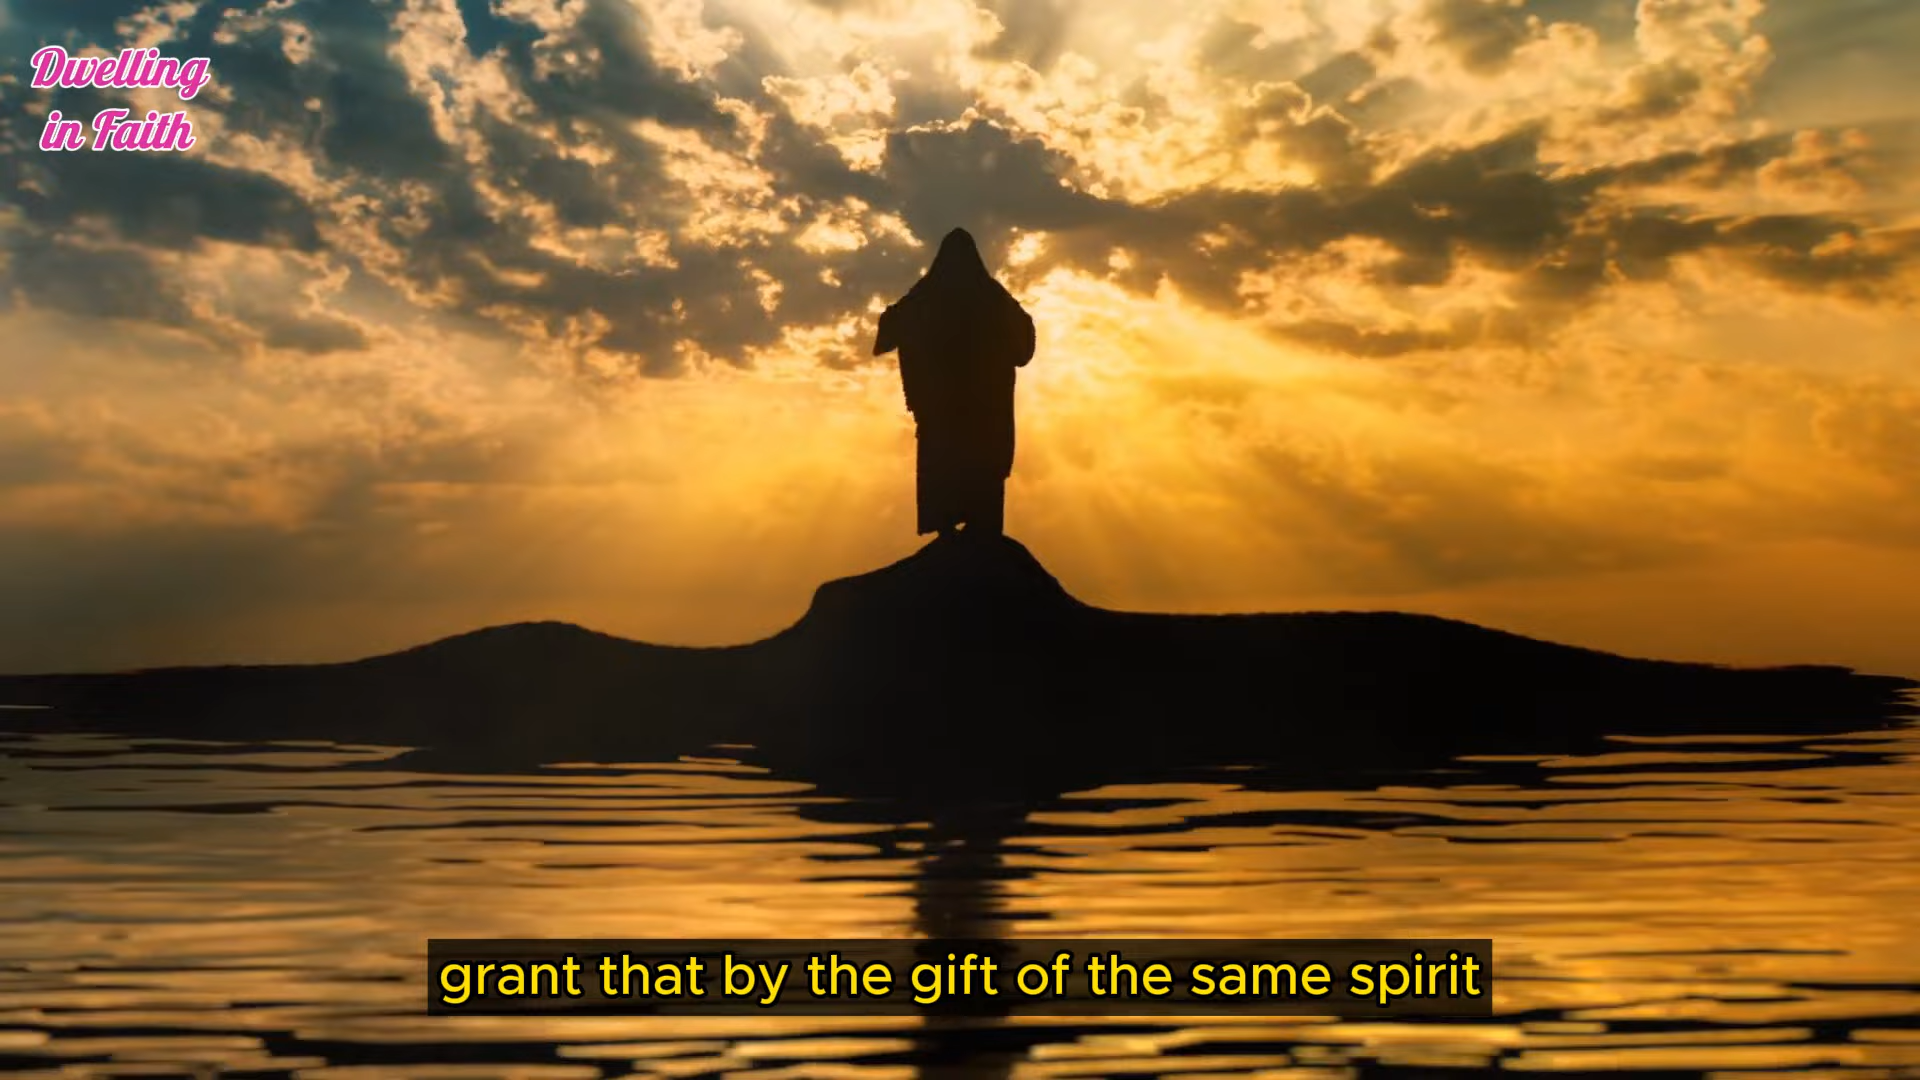 Dwelling
in Faith
grant that by the gift of the same spirit